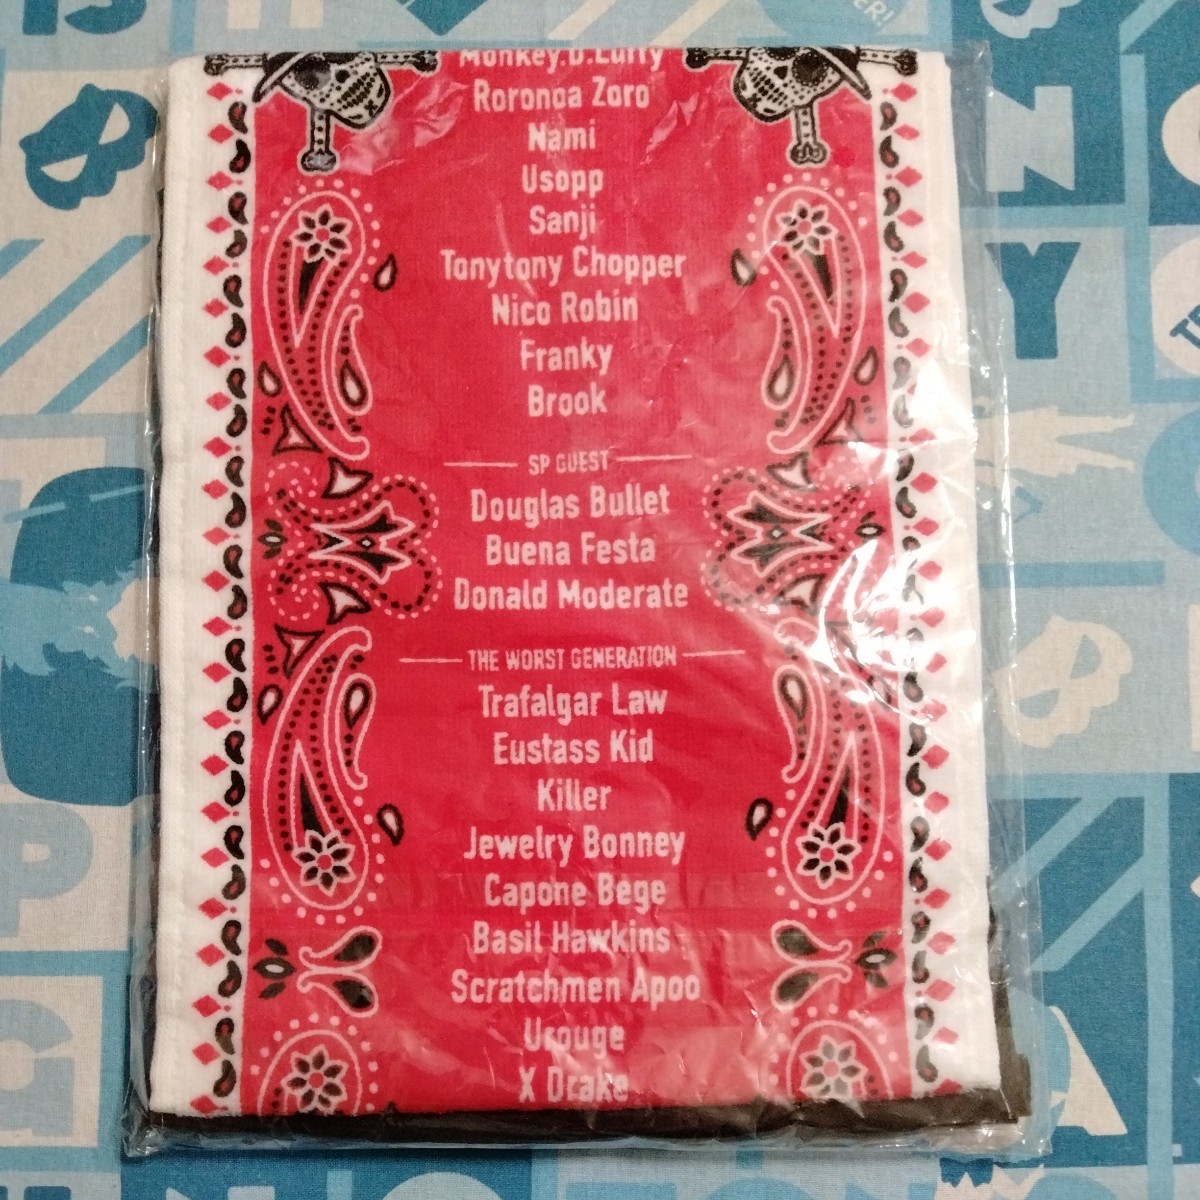 Monkey.D.Luffy
Roronoa Zoro
Nami
Usopp
Sanji
Tonytony Chopper
Nico Robin
Franky
Brook
SP GUEST
Douglas Bullet
Buena Festa
Donald Moderate
THE WORST GENERATION
Trafalgar Law
Eustass Kid
Killer
Jewelry Bonney
Capone Bege
Basil Hawkins
Scratchmen Apoo
Urouge
X Drake